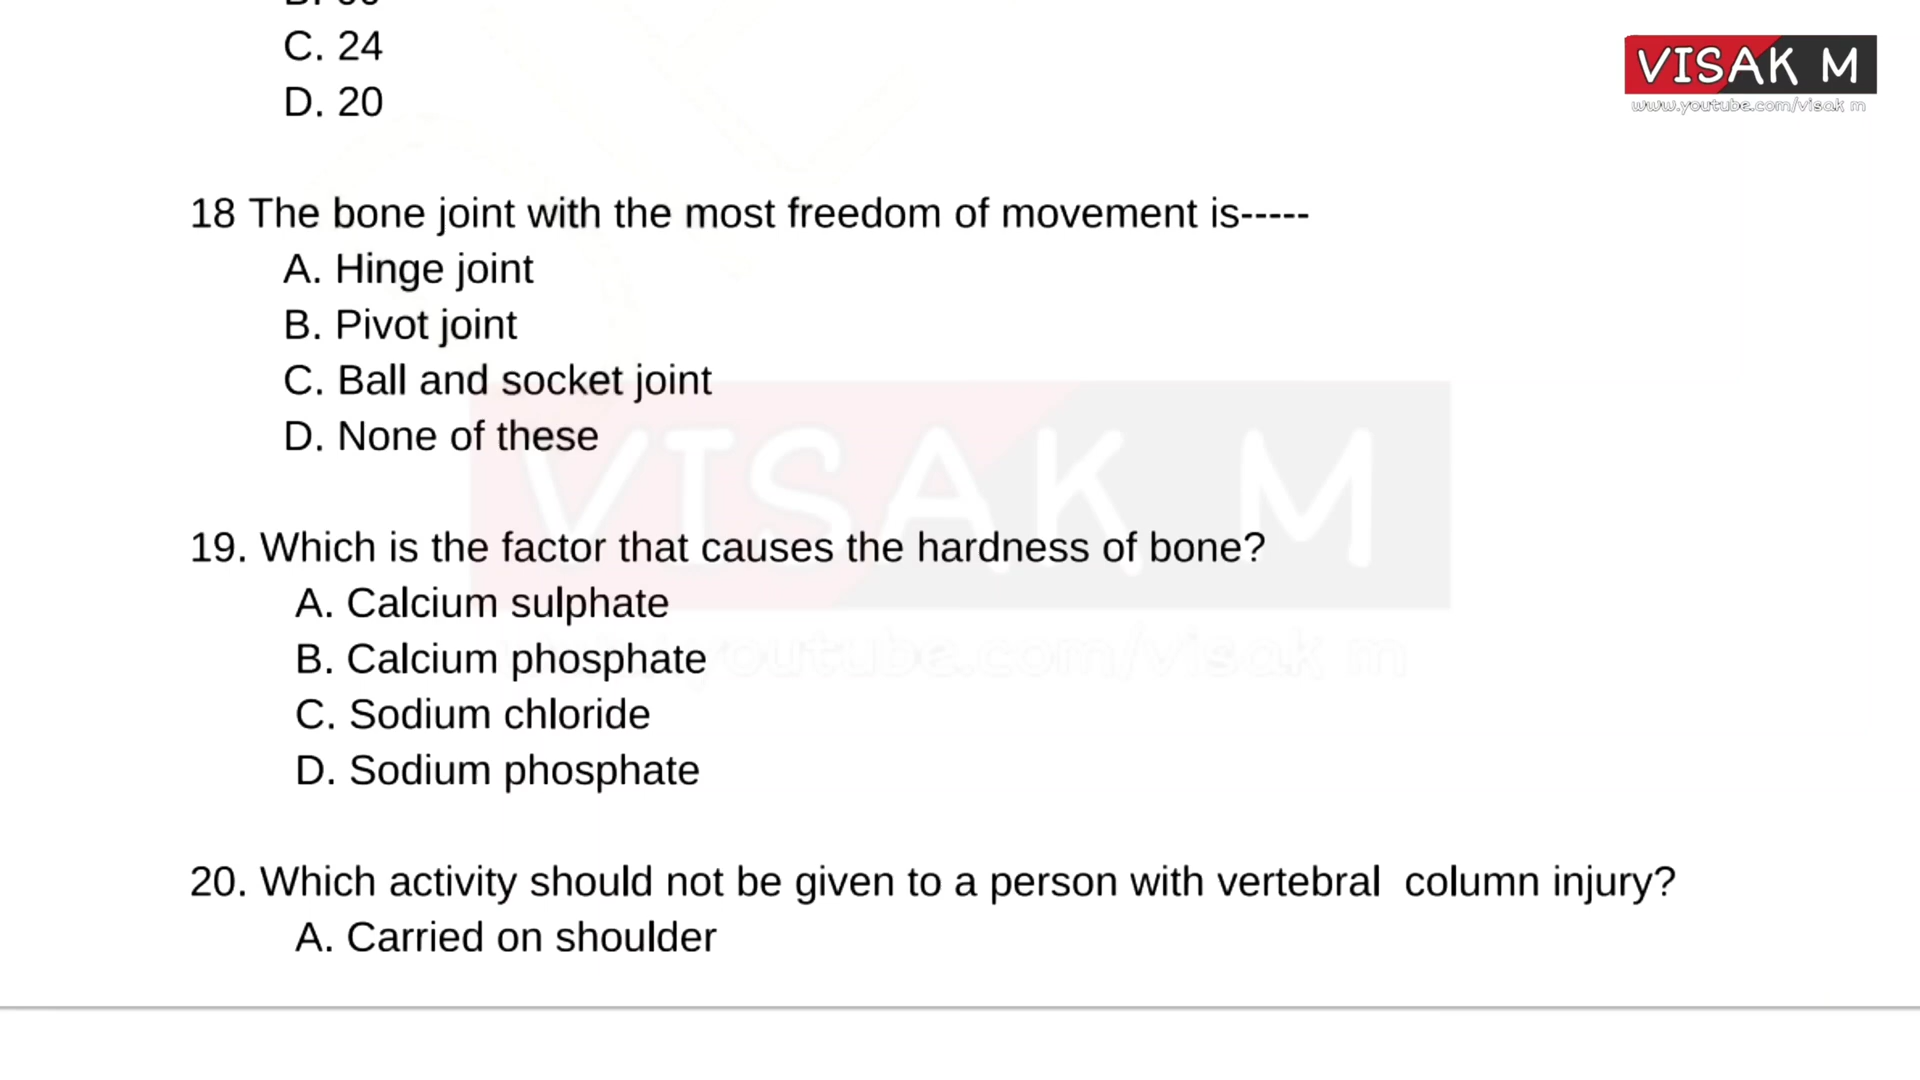 C. 24
D. 20
VISAK M
www.youtube.com/visak m
18 The bone joint with the most freedom of movement is-----
A. Hinge joint
B. Pivot joint
C. Ball and socket joint
D. None of these
VISAK M
19. Which is the factor that causes the hardness of bone?
A. Calcium sulphate
B. Calcium phosphate
youtube.com/visak m
C. Sodium chloride
D. Sodium phosphate
20. Which activity should not be given to a person with vertebral  column injury?
A. Carried on shoulder